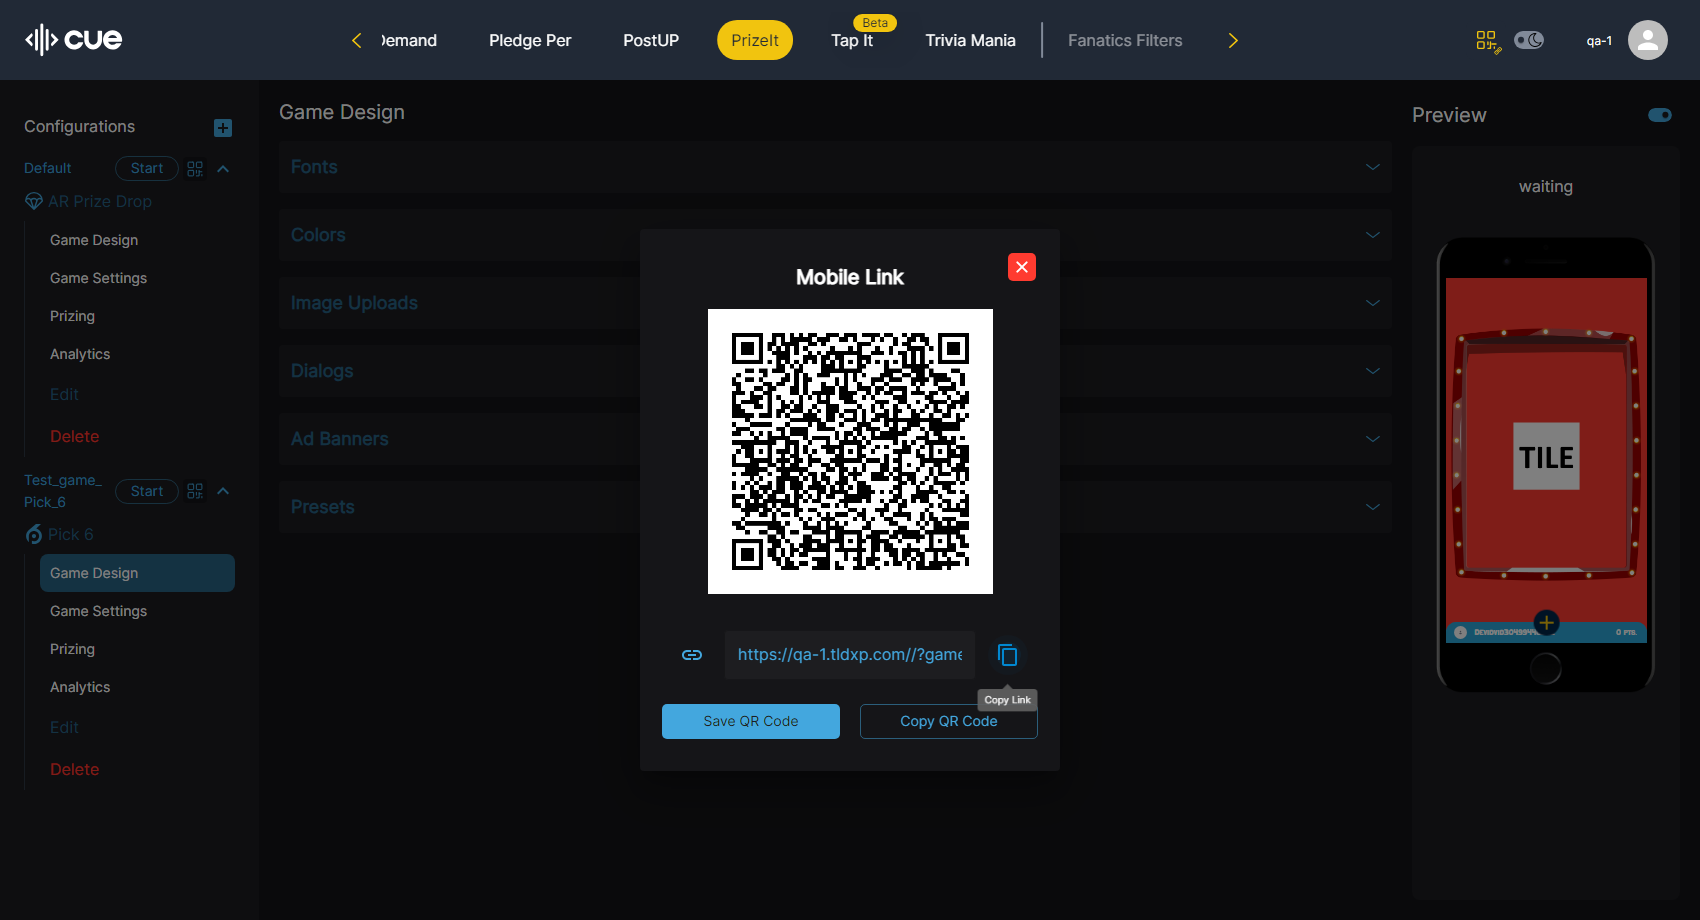 cue
Demand
Pledge Per
PostUP
PrizeIt
Beta
Tap It
Trivia Mania
Fanatics Filters
qa-1
Configurations
Default
Start
AR Prize Drop
Game Design
Game Settings
Prizing
Analytics
Edit
Delete
Test_game_
Pick_6
Start
Pick 6
Game Design
Game Settings
Prizing
Analytics
Edit
Delete
Game Design
Fonts
Colors
Image Uploads
Dialogs
Ad Banners
Presets
Mobile Link
https://qa-1.tldxp.com//?game
Copy Link
Save QR Code
Copy QR Code
Preview
waiting
TILE
0 PTS.